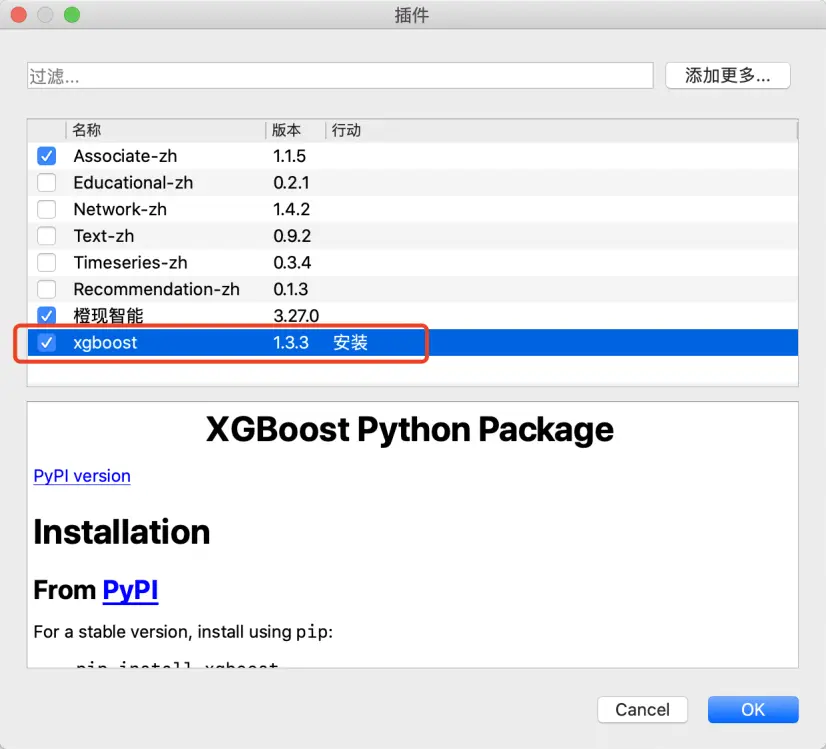 插件
过滤...
添加更多...
名称 版本 行动
Associate-zh 1.1.5
Educational-zh 0.2.1
Network-zh 1.4.2
Text-zh 0.9.2
Timeseries-zh 0.3.4
Recommendation-zh 0.1.3
橙现智能 3.27.0
xgboost 1.3.3 安装
XGBoost Python Package
PyPI version
Installation
From PyPI
For a stable version, install using pip:
pip install xgboost
Cancel OK